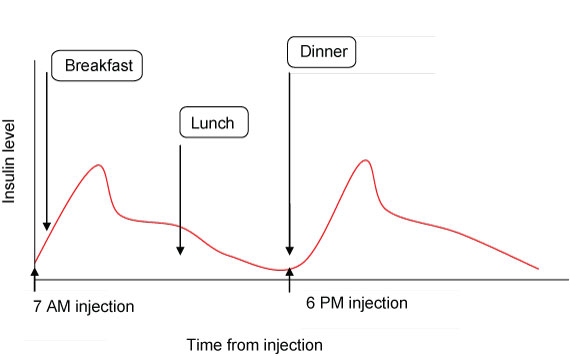 Dinner
Breakfast
Lunch
Insulin level
7 AM injection
6 PM injection
Time from injection